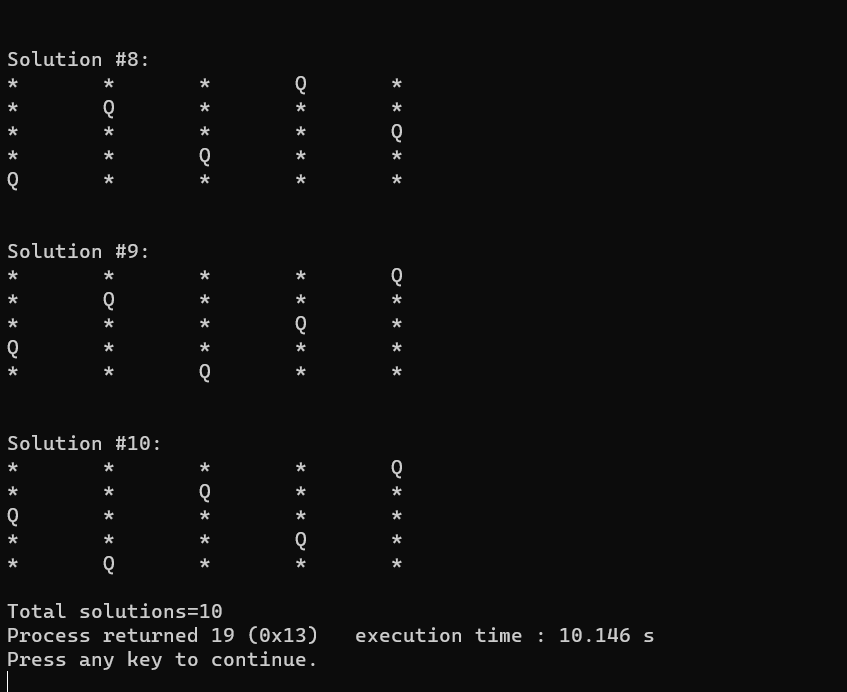 Solution #8:
* * * Q *
* Q * * *
* * * * Q
* * Q * *
Q * * * *
Solution #9:
* * * * Q
* Q * * *
* * * Q *
Q * * * *
* * Q * *
Solution #10:
* * * * Q
* * Q * *
Q * * * *
* * * Q *
* Q * * *
Total solutions=10
Process returned 19 (0x13)   execution time : 10.146 s
Press any key to continue.